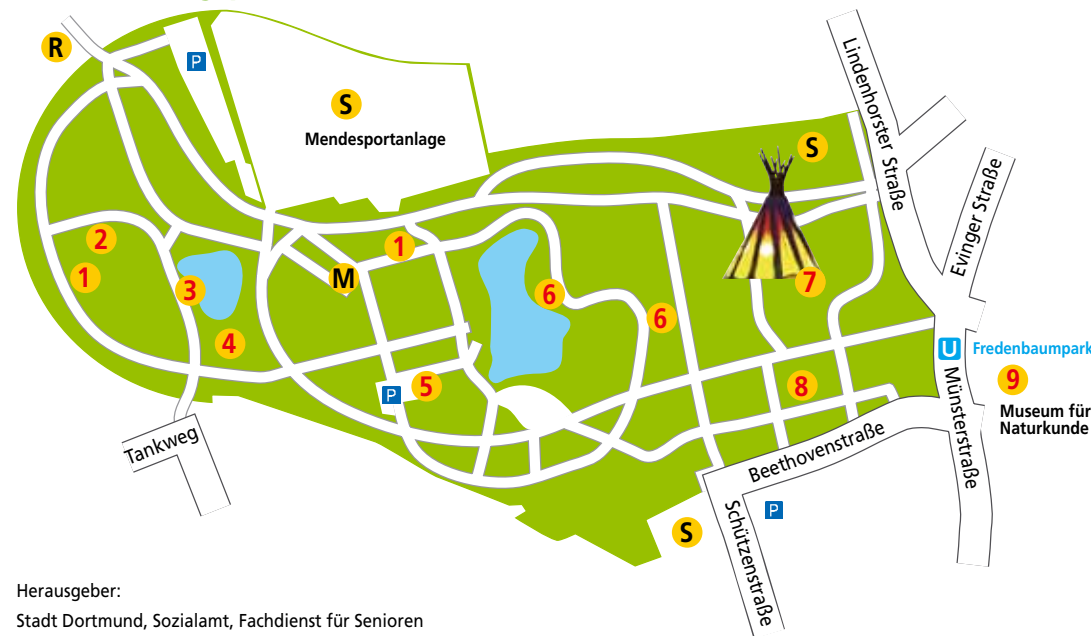 R
P
S
Mendesportanlage
Lindenhorster Straße
S
Evinger Straße
2
1
1
3
M
6
7
6
4
U Fredenbaumpark
5
P
8
9
Museum für
Naturkunde
Münsterstraße
Tankweg
Beethovenstraße
P
S
Schützenstraße
Herausgeber:
Stadt Dortmund, Sozialamt, Fachdienst für Senioren